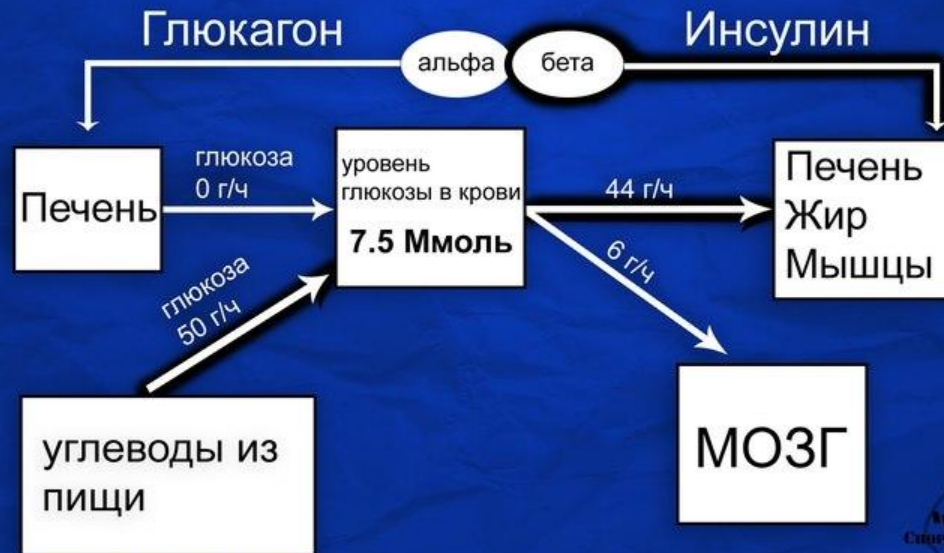 Глюкагон
альфа
бета
Инсулин
Печень
глюкоза
0 г/ч
уровень
глюкозы в крови
7.5 Ммоль
44 г/ч
Печень
Жир
Мышцы
глюкоза
50 г/ч
6 г/ч
углеводы из
пищи
МОЗГ